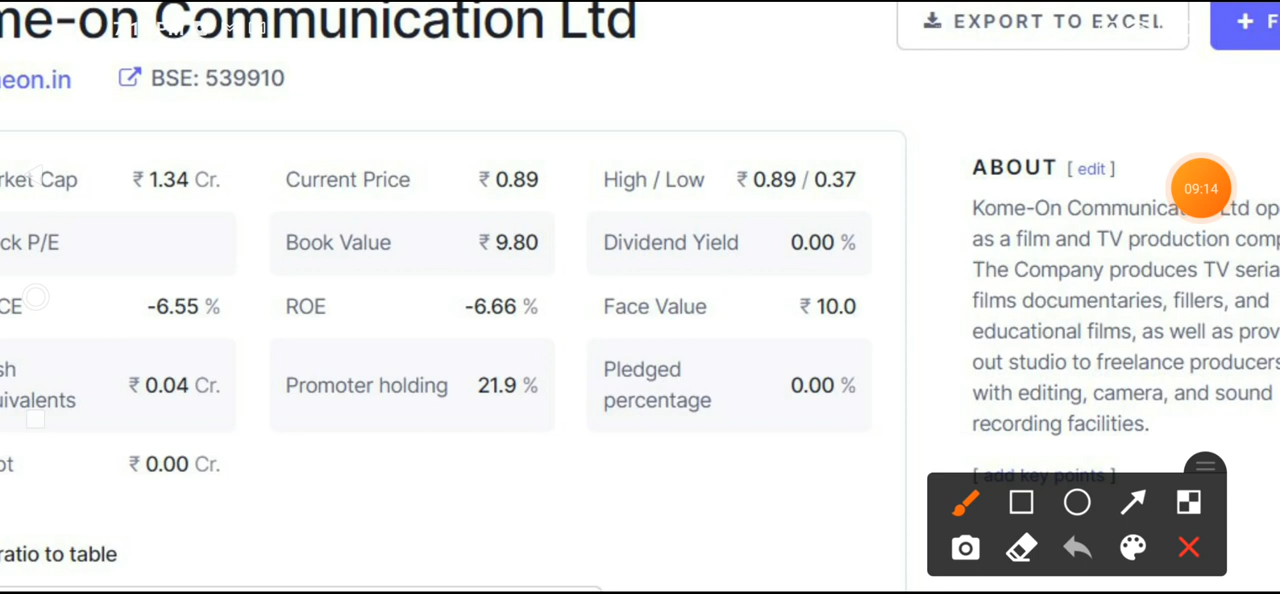 me-on Communication Ltd
EXPORT TO EXCEL
+ F
eon.in
BSE: 539910
rket Cap ₹ 1.34 Cr.
Current Price ₹ 0.89
High / Low ₹ 0.89 / 0.37
ck P/E
Book Value ₹ 9.80
Dividend Yield 0.00 %
CE -6.55 %
ROE -6.66 %
Face Value ₹ 10.0
sh
uivalents ₹ 0.04 Cr.
Promoter holding 21.9 %
Pledged
percentage 0.00 %
ot ₹ 0.00 Cr.
ratio to table
ABOUT [ edit ]
09:14
Kome-On Communica Ltd op
as a film and TV production comp
The Company produces TV seria
films documentaries, fillers, and
educational films, as well as prov
out studio to freelance producers
with editing, camera, and sound
recording facilities.
[ add key points ]